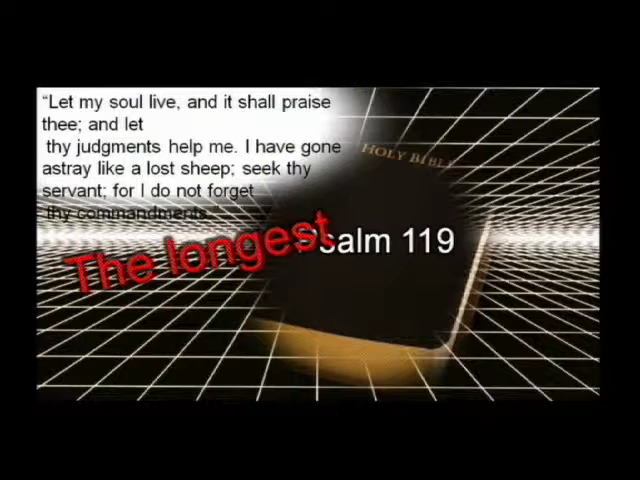 “Let my soul live, and it shall praise
thee; and let
thy judgments help me. I have gone
astray like a lost sheep; seek thy
servant; for I do not forget
thy commandments.
HOLY BIBLE
The longest
Psalm 119